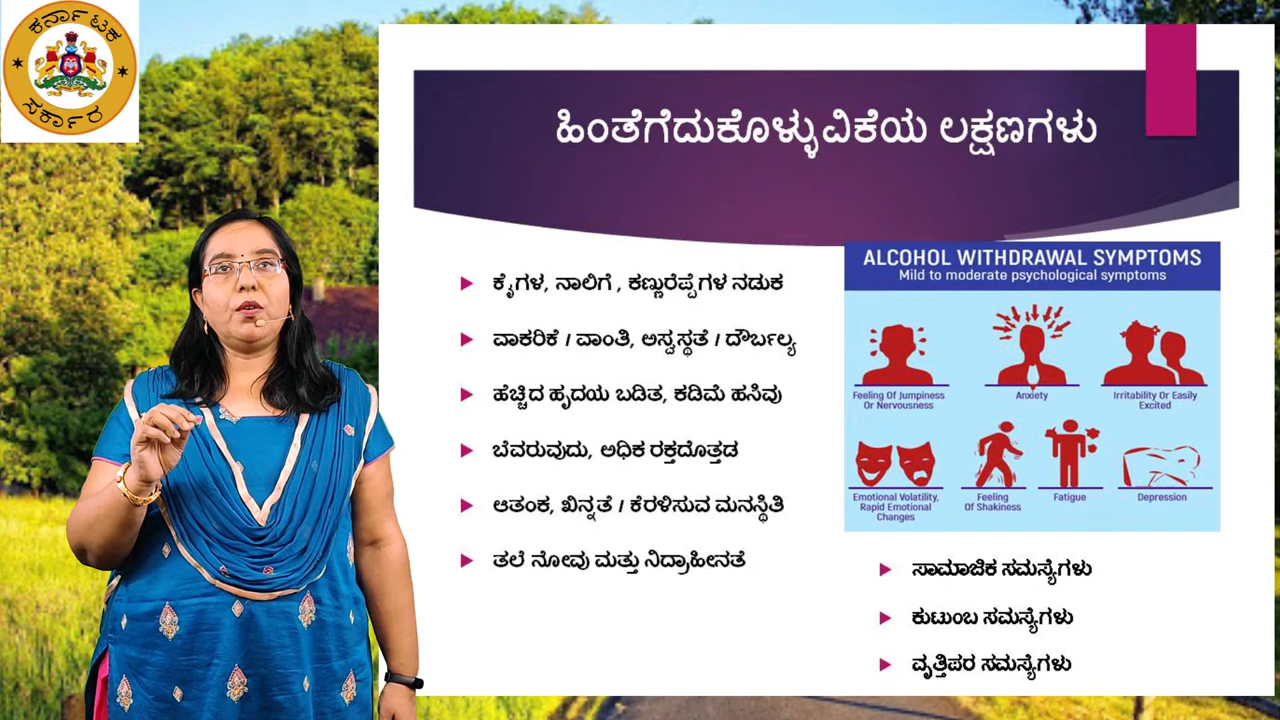 ಕರ್ನಾಟಕ
ಸರ್ಕಾರ
ಹಿಂತೆಗೆದುಕೊಳ್ಳುವಿಕೆಯ ಲಕ್ಷಣಗಳು
ಕೈಗಳ, ನಾಲಿಗೆ , ಕಣ್ಣುರೆಪ್ಪೆಗಳ ನಡುಕ
ವಾಕರಿಕೆ / ವಾಂತಿ, ಅಸ್ವಸ್ಥತೆ / ದೌರ್ಬಲ್ಯ
ಹೆಚ್ಚಿದ ಹೃದಯ ಬಡಿತ, ಕಡಿಮೆ ಹಸಿವು
ಬೆವರುವುದು, ಅಧಿಕ ರಕ್ತದೊತ್ತಡ
ಆತಂಕ, ಖಿನ್ನತೆ / ಕೆರಳಿಸುವ ಮನಸ್ಥಿತಿ
ತಲೆ ನೋವು ಮತ್ತು ನಿದ್ರಾಹೀನತೆ
ALCOHOL WITHDRAWAL SYMPTOMS
Mild to moderate psychological symptoms
Feeling Of Jumpiness
Or Nervousness
Anxiety
Irritability Or Easily
Excited
Emotional Volatility,
Rapid Emotional
Changes
Feeling
Of Shakiness
Fatigue
Depression
ಸಾಮಾಜಿಕ ಸಮಸ್ಯೆಗಳು
ಕುಟುಂಬ ಸಮಸ್ಯೆಗಳು
ವೃತ್ತಿಪರ ಸಮಸ್ಯೆಗಳು